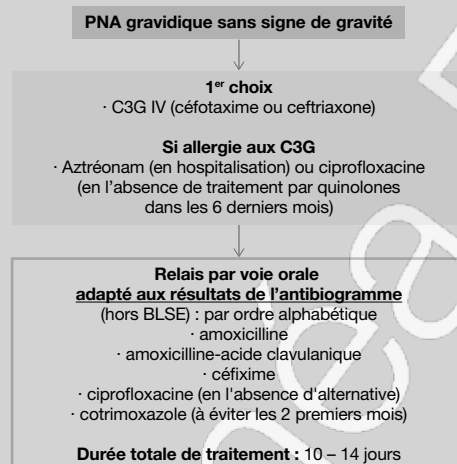 PNA gravidique sans signe de gravité
1er choix
· C3G IV (céfotaxime ou ceftriaxone)
Si allergie aux C3G
· Aztréonam (en hospitalisation) ou ciprofloxacine
(en l’absence de traitement par quinolones
dans les 6 derniers mois)
Relais par voie orale
adapté aux résultats de l’antibiogramme
(hors BLSE) : par ordre alphabétique
· amoxicilline
· amoxicilline-acide clavulanique
· céfixime
· ciprofloxacine (en l'absence d'alternative)
· cotrimoxazole (à éviter les 2 premiers mois)
Durée totale de traitement : 10 – 14 jours